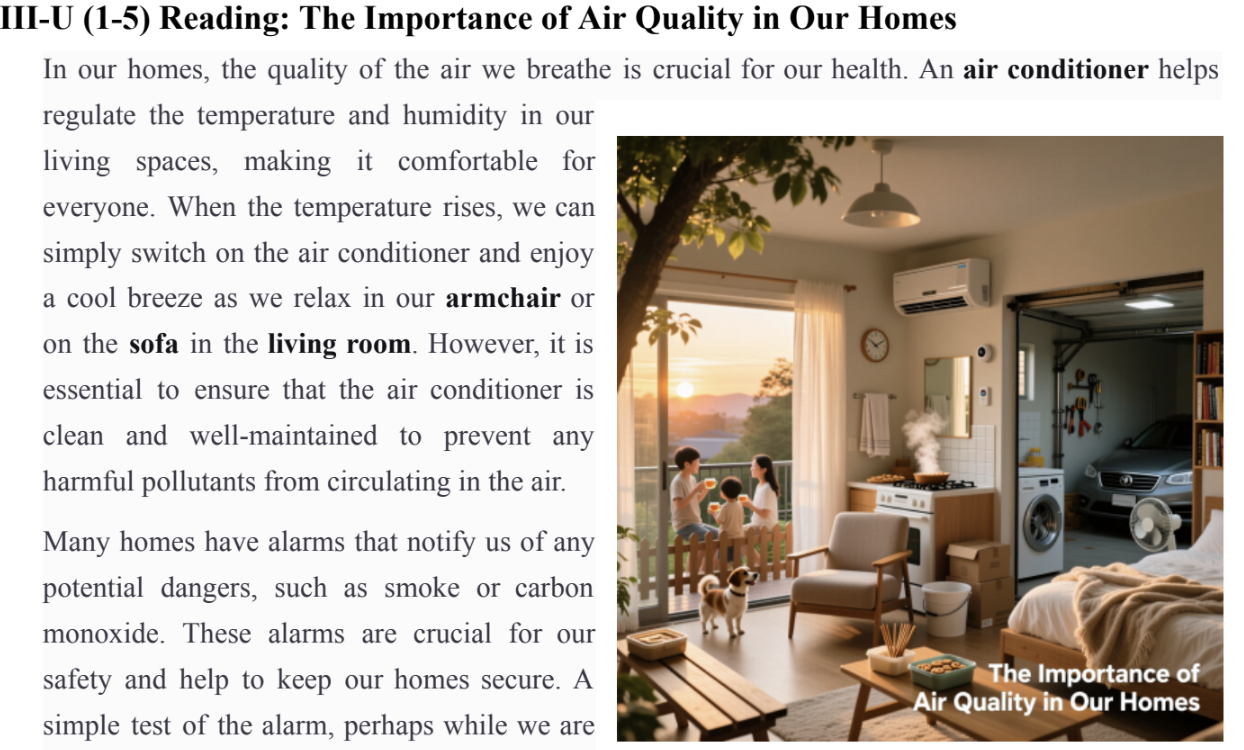 III-U (1-5) Reading: The Importance of Air Quality in Our Homes
In our homes, the quality of the air we breathe is crucial for our health. An air conditioner helps
regulate the temperature and humidity in our
living spaces, making it comfortable for
everyone. When the temperature rises, we can
simply switch on the air conditioner and enjoy
a cool breeze as we relax in our armchair or
on the sofa in the living room. However, it is
essential to ensure that the air conditioner is
clean and well-maintained to prevent any
harmful pollutants from circulating in the air.
Many homes have alarms that notify us of any
potential dangers, such as smoke or carbon
monoxide. These alarms are crucial for our
safety and help to keep our homes secure. A
simple test of the alarm, perhaps while we are
The Importance of
Air Quality in Our Homes